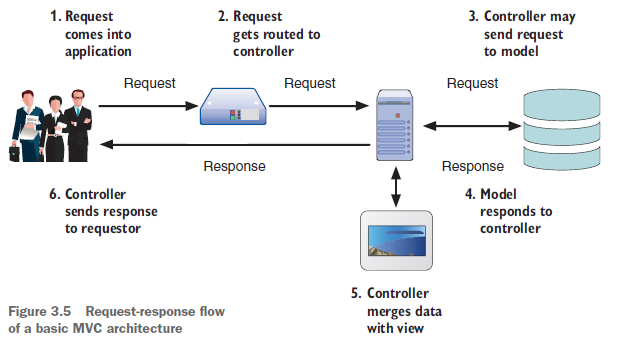 1. Request
comes into
application
2. Request
gets routed to
controller
3. Controller may
send request
to model
Request
Request
Request
Response
Response
6. Controller
sends response
to requestor
4. Model
responds to
controller
5. Controller
merges data
with view
Figure 3.5 Request-response flow
of a basic MVC architecture